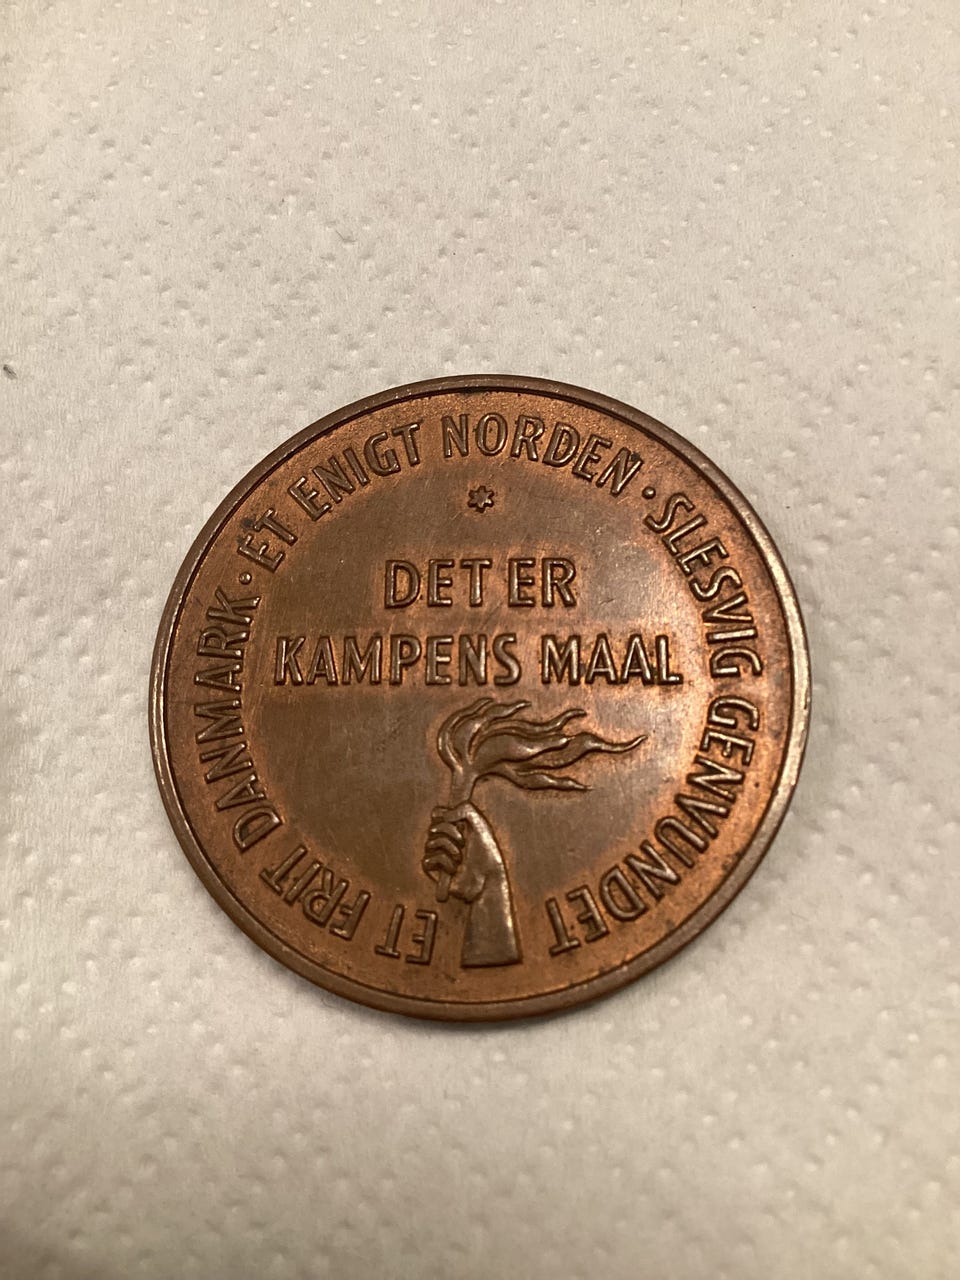 ET FRIT DANMARK · ET ENIGT NORDEN · SLESVIG GENVUNDET
DET ER
KAMPENS MAAL